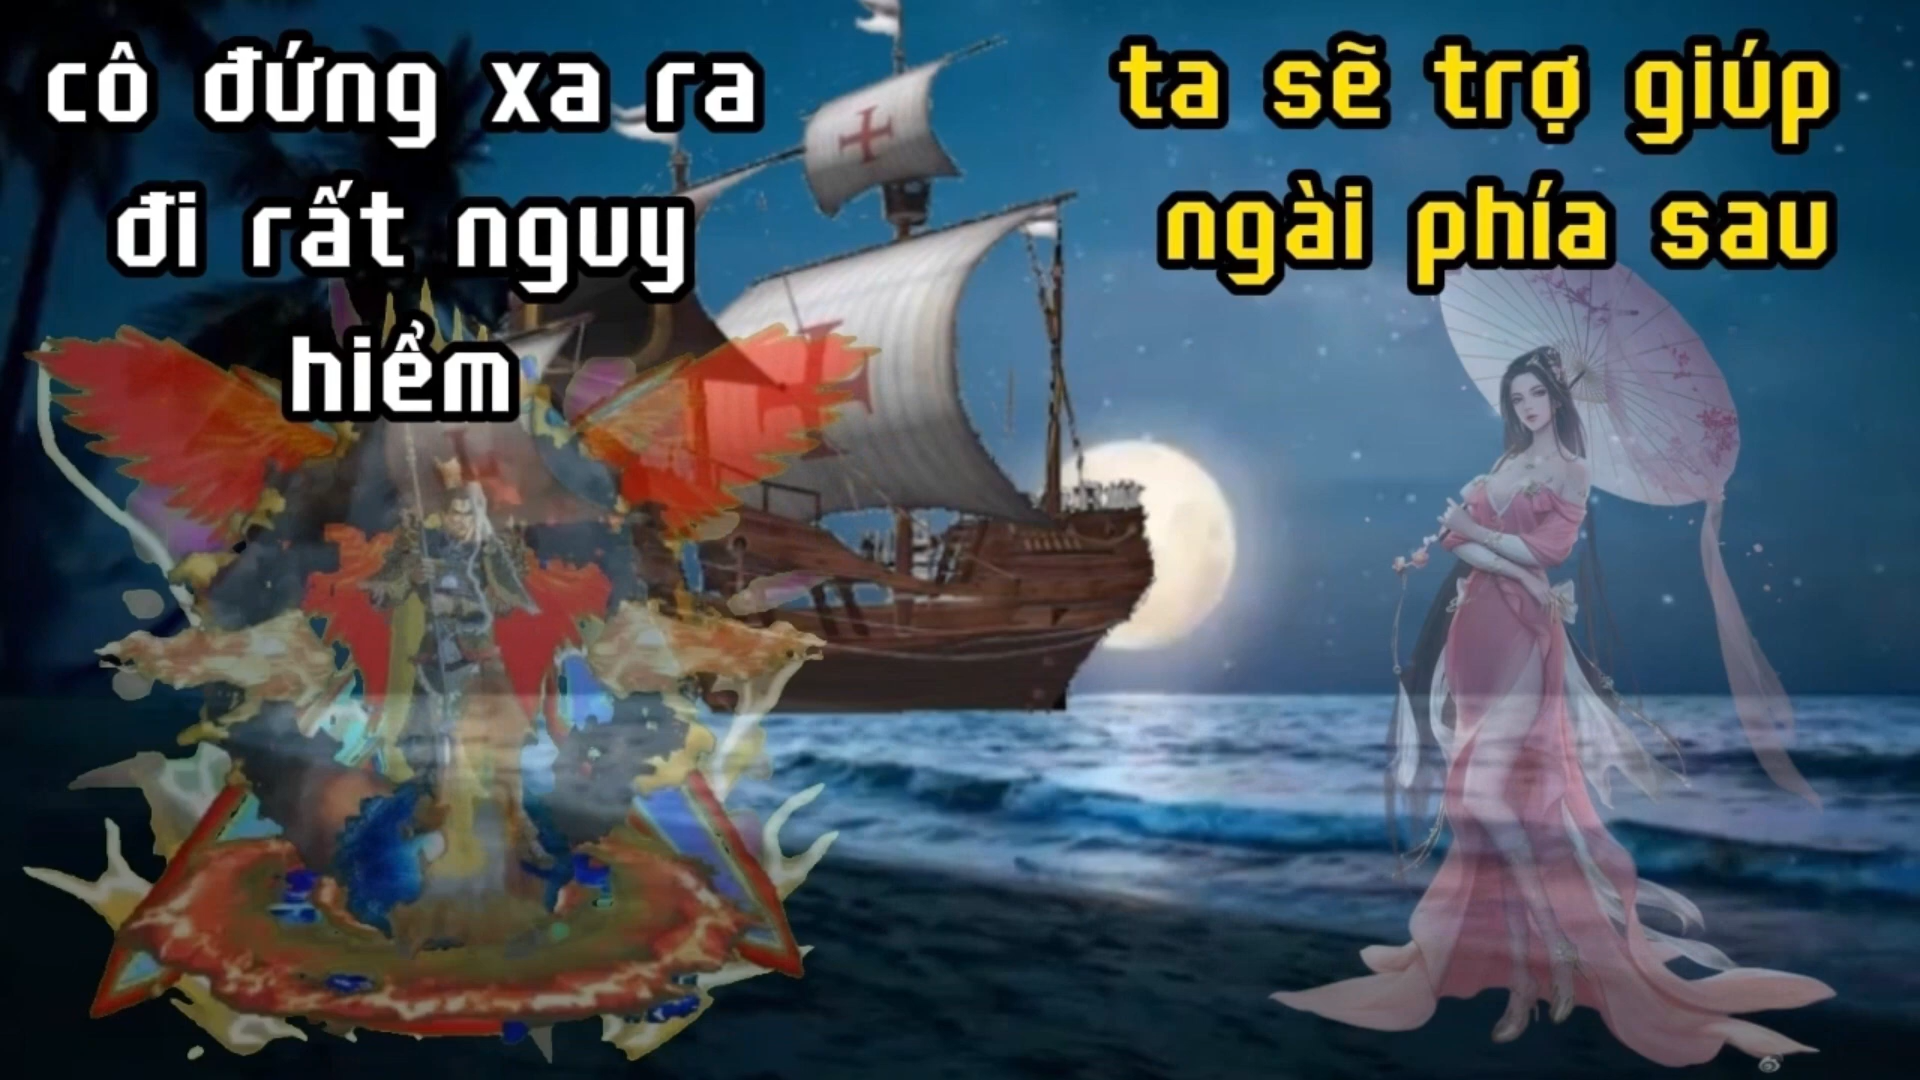 cô đứng xa ra
đi rất nguy
hiểm
ta sẽ trợ giúp
ngài phía sau